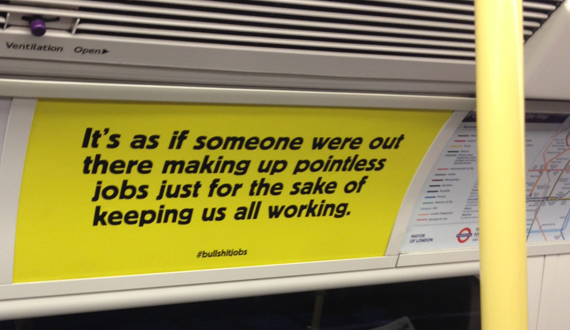 Ventilation Open▸
It's as if someone were out
there making up pointless
jobs just for the sake of
keeping us all working.
#bullshitjobs
MAYOR
OF LONDON